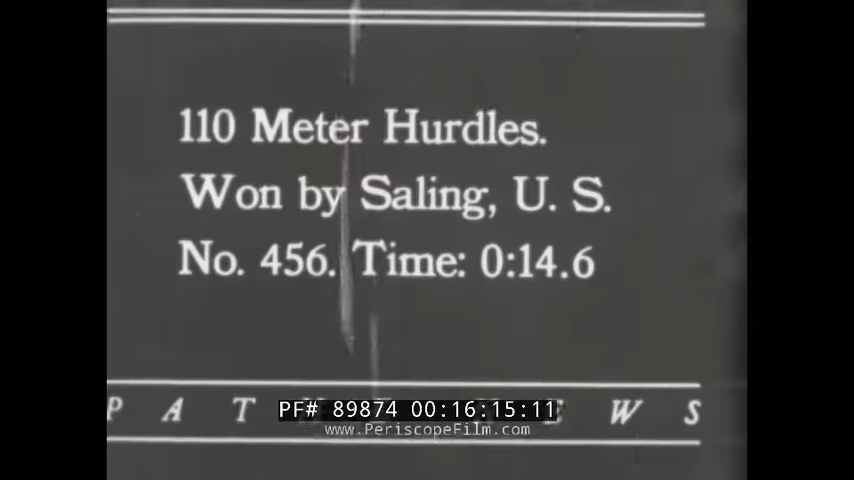 110 Meter Hurdles.
Won by Saling, U. S.
No. 456. Time: 0:14.6
PF# 89874 00:16:15:11
www.PeriscopeFilm.com